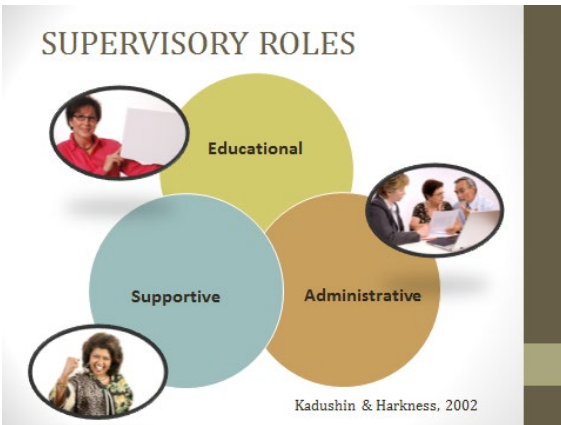 SUPERVISORY ROLES
Educational
Supportive
Administrative
Kadushin & Harkness, 2002